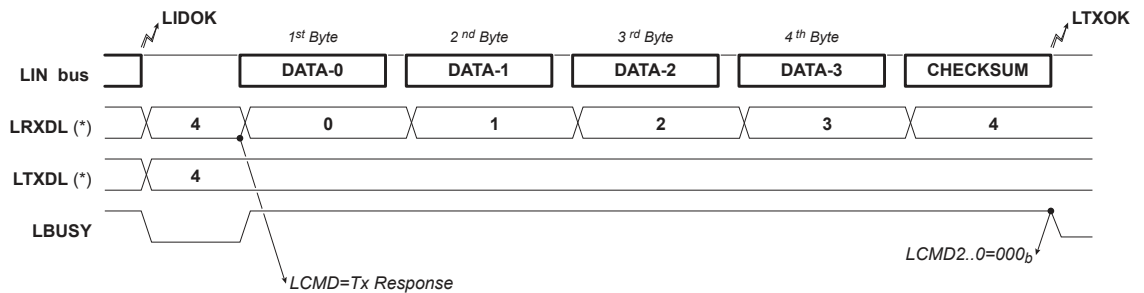 LIDOK
LTXOK
1st Byte 2nd Byte 3rd Byte 4th Byte
LIN bus DATA-0 DATA-1 DATA-2 DATA-3 CHECKSUM
LRXDL (*) 4 0 1 2 3 4
LTXDL (*) 4
LBUSY
LCMD2..0=000b
LCMD=Tx Response